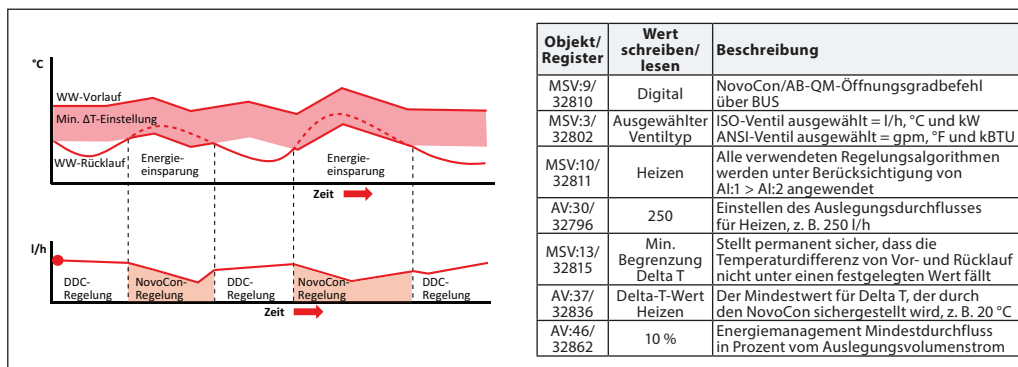 °C
WW-Vorlauf
Min. ΔT-Einstellung
WW-Rücklauf
Energie-
einsparung
Energie-
einsparung
Zeit
l/h
DDC-
Regelung
NovoCon-
Regelung
DDC-
Regelung
NovoCon-
Regelung
DDC-
Regelung
Zeit
Objekt/
Register
Wert
schreiben/
lesen
Beschreibung
MSV:9/
32810
Digital
NovoCon/AB-QM-Öffnungsgradbefehl
über BUS
MSV:3/
32802
Ausgewählter
Ventiltyp
ISO-Ventil ausgewählt = l/h, °C und kW
ANSI-Ventil ausgewählt = gpm, °F und kBTU
MSV:10/
32811
Heizen
Alle verwendeten Regelungsalgorithmen
werden unter Berücksichtigung von
AI:1 > AI:2 angewendet
AV:30/
32796
250
Einstellen des Auslegungsdurchflusses
für Heizen, z. B. 250 l/h
MSV:13/
32815
Min.
Begrenzung
Delta T
Stellt permanent sicher, dass die
Temperaturdifferenz von Vor- und Rücklauf
nicht unter einen festgelegten Wert fällt
AV:37/
32836
Delta-T-Wert
Heizen
Der Mindestwert für Delta T, der durch
den NovoCon sichergestellt wird, z. B. 20 °C
AV:46/
32862
10 %
Energiemanagement Mindestdurchfluss
in Prozent vom Auslegungsvolumenstrom